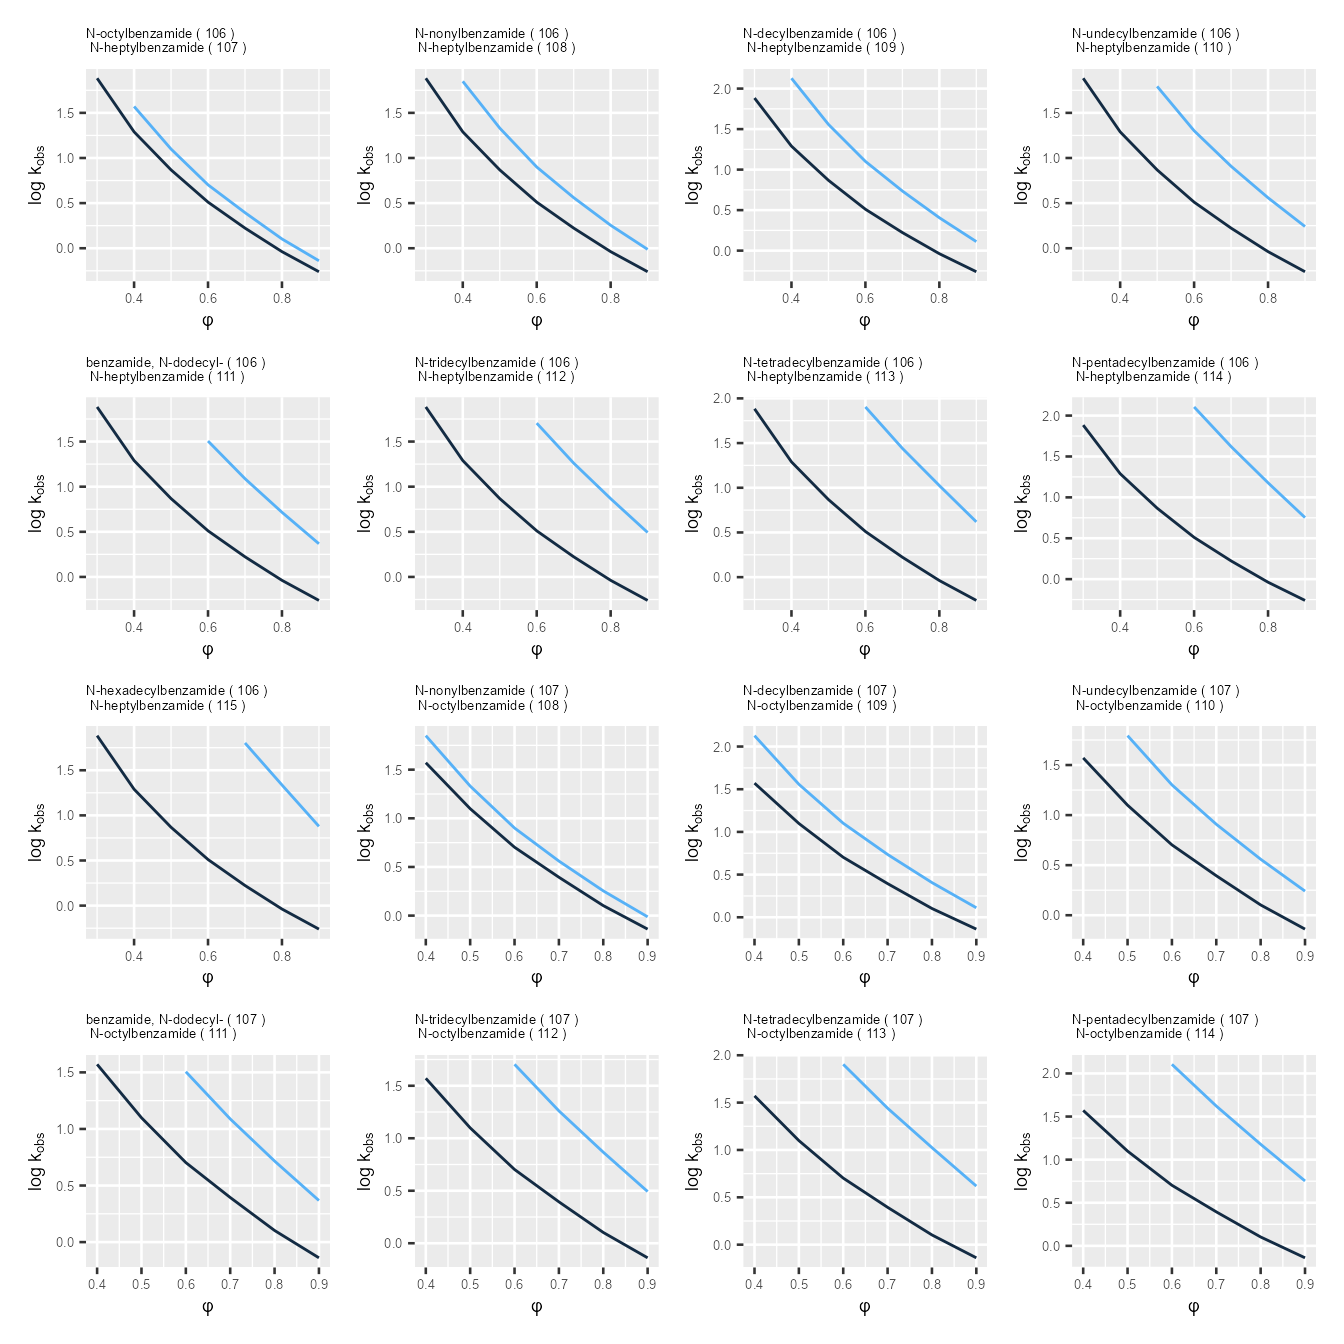 N-octylbenzamide ( 106 )
N-heptylbenzamide ( 107 )
1.5
1.0
0.5
0.0
log kobs
0.4 0.6 0.8
φ
N-nonylbenzamide ( 106 )
N-heptylbenzamide ( 108 )
1.5
1.0
0.5
0.0
log kobs
0.4 0.6 0.8
φ
N-decylbenzamide ( 106 )
N-heptylbenzamide ( 109 )
2.0
1.5
1.0
0.5
0.0
log kobs
0.4 0.6 0.8
φ
N-undecylbenzamide ( 106 )
N-heptylbenzamide ( 110 )
1.5
1.0
0.5
0.0
log kobs
0.4 0.6 0.8
φ
benzamide, N-dodecyl- ( 106 )
N-heptylbenzamide ( 111 )
1.5
1.0
0.5
0.0
log kobs
0.4 0.6 0.8
φ
N-tridecylbenzamide ( 106 )
N-heptylbenzamide ( 112 )
1.5
1.0
0.5
0.0
log kobs
0.4 0.6 0.8
φ
N-tetradecylbenzamide ( 106 )
N-heptylbenzamide ( 113 )
2.0
1.5
1.0
0.5
0.0
log kobs
0.4 0.6 0.8
φ
N-pentadecylbenzamide ( 106 )
N-heptylbenzamide ( 114 )
2.0
1.5
1.0
0.5
0.0
log kobs
0.4 0.6 0.8
φ
N-hexadecylbenzamide ( 106 )
N-heptylbenzamide ( 115 )
1.5
1.0
0.5
0.0
log kobs
0.4 0.6 0.8
φ
N-nonylbenzamide ( 107 )
N-octylbenzamide ( 108 )
1.5
1.0
0.5
0.0
log kobs
0.4 0.5 0.6 0.7 0.8 0.9
φ
N-decylbenzamide ( 107 )
N-octylbenzamide ( 109 )
2.0
1.5
1.0
0.5
0.0
log kobs
0.4 0.5 0.6 0.7 0.8 0.9
φ
N-undecylbenzamide ( 107 )
N-octylbenzamide ( 110 )
1.5
1.0
0.5
0.0
log kobs
0.4 0.5 0.6 0.7 0.8 0.9
φ
benzamide, N-dodecyl- ( 107 )
N-octylbenzamide ( 111 )
1.5
1.0
0.5
0.0
log kobs
0.4 0.5 0.6 0.7 0.8 0.9
φ
N-tridecylbenzamide ( 107 )
N-octylbenzamide ( 112 )
1.5
1.0
0.5
0.0
log kobs
0.4 0.5 0.6 0.7 0.8 0.9
φ
N-tetradecylbenzamide ( 107 )
N-octylbenzamide ( 113 )
2.0
1.5
1.0
0.5
0.0
log kobs
0.4 0.5 0.6 0.7 0.8 0.9
φ
N-pentadecylbenzamide ( 107 )
N-octylbenzamide ( 114 )
2.0
1.5
1.0
0.5
0.0
log kobs
0.4 0.5 0.6 0.7 0.8 0.9
φ